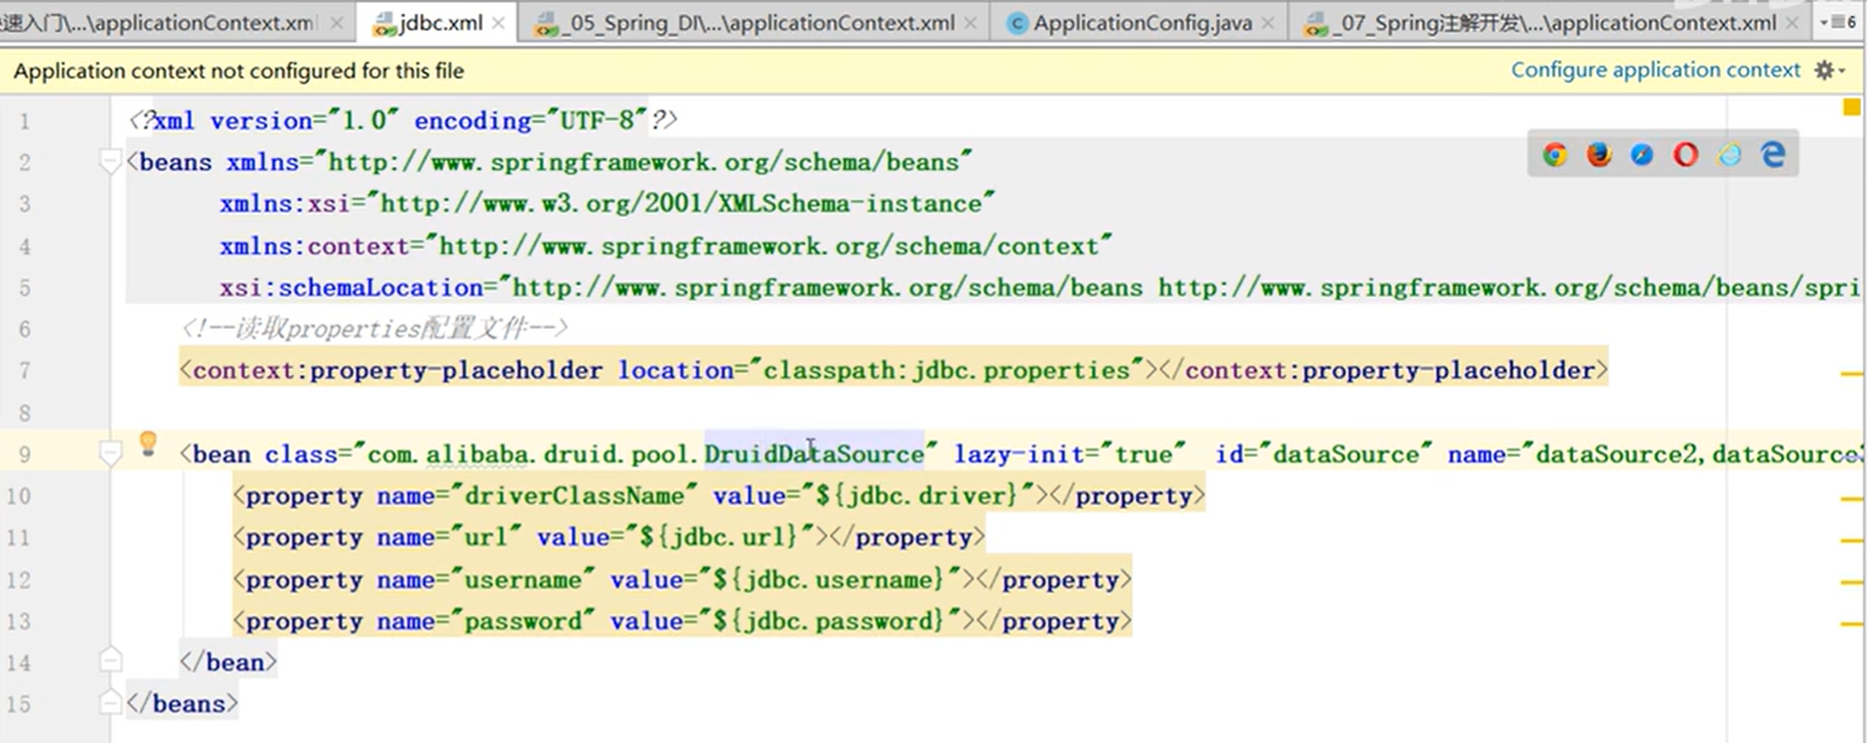 速入门\...\applicationContext.xml
jdbc.xml
_05_Spring_DI\...\applicationContext.xml
ApplicationConfig.java
_07_Spring注解开发\...\applicationContext.xml
6
Application context not configured for this file
Configure application context
1 <?xml version="1.0" encoding="UTF-8"?>
2 <beans xmlns="http://www.springframework.org/schema/beans"
3 xmlns:xsi="http://www.w3.org/2001/XMLSchema-instance"
4 xmlns:context="http://www.springframework.org/schema/context"
5 xsi:schemaLocation="http://www.springframework.org/schema/beans http://www.springframework.org/schema/beans/spri
6 <!--读取properties配置文件-->
7 <context:property-placeholder location="classpath:jdbc.properties"></context:property-placeholder>
8
9 <bean class="com.alibaba.druid.pool.DruidDataSource" lazy-init="true" id="dataSource" name="dataSource2,dataSource
10 <property name="driverClassName" value="${jdbc.driver}"></property>
11 <property name="url" value="${jdbc.url}"></property>
12 <property name="username" value="${jdbc.username}"></property>
13 <property name="password" value="${jdbc.password}"></property>
14 </bean>
15 </beans>